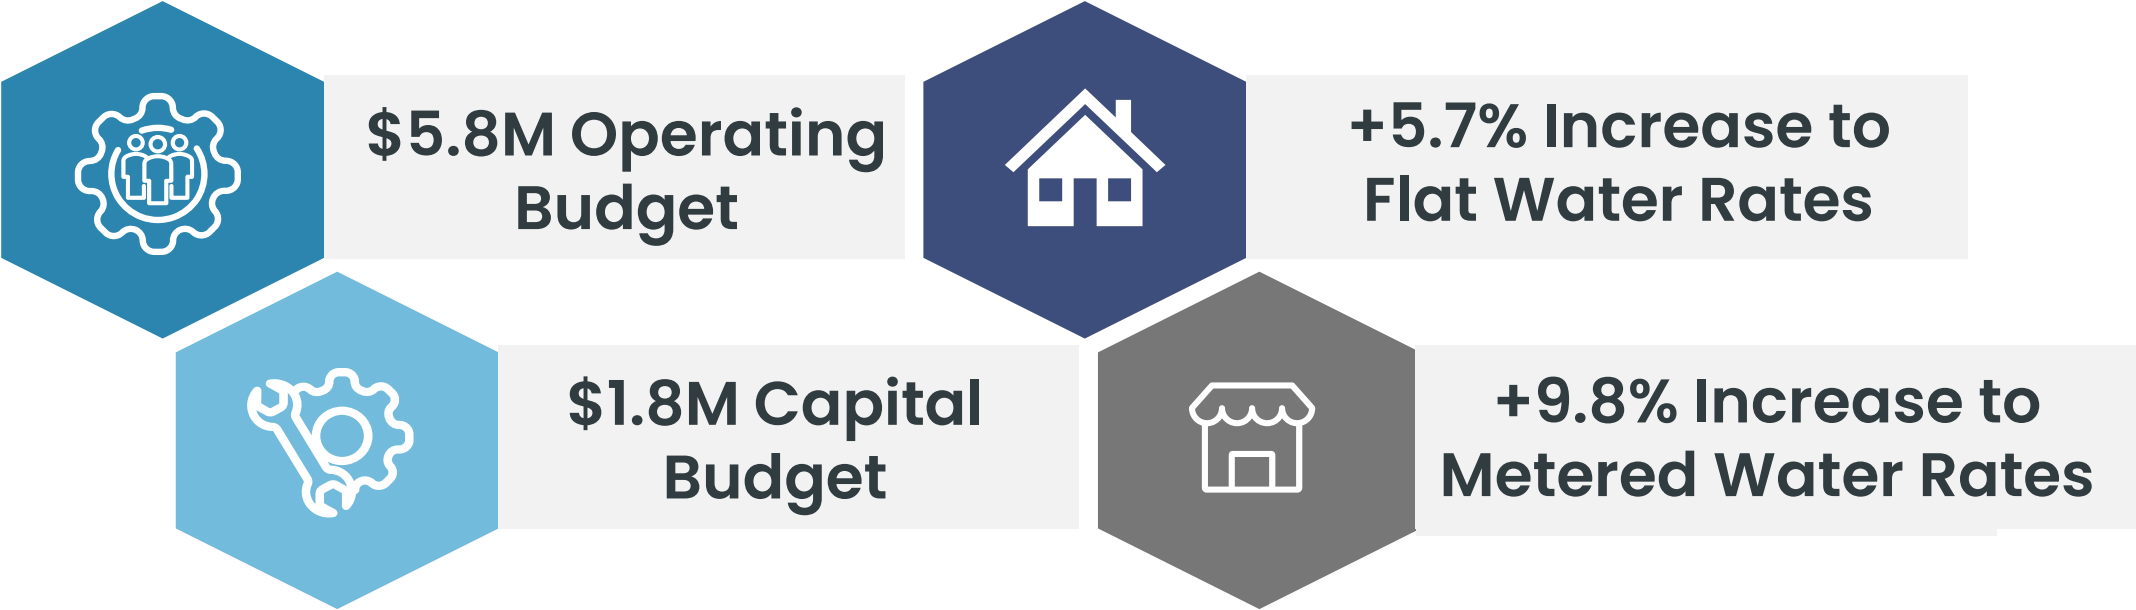 $5.8M Operating
Budget
+5.7% Increase to
Flat Water Rates
$1.8M Capital
Budget
+9.8% Increase to
Metered Water Rates